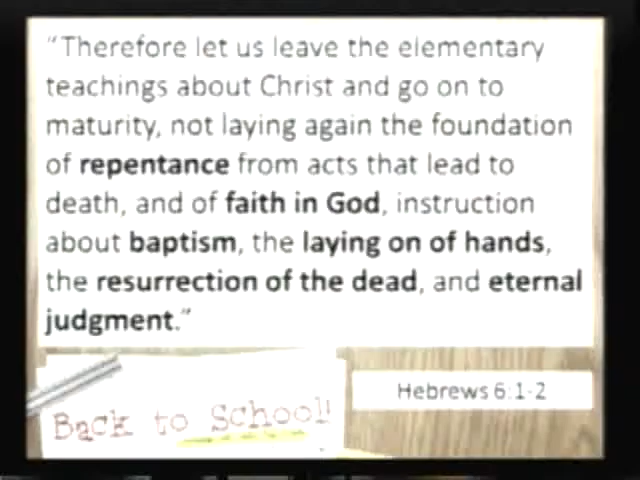 “Therefore let us leave the elementary
teachings about Christ and go on to
maturity, not laying again the foundation
of repentance from acts that lead to
death, and of faith in God, instruction
about baptism, the laying on of hands,
the resurrection of the dead, and eternal
judgment.”
Hebrews 6:1-2
Back to School!